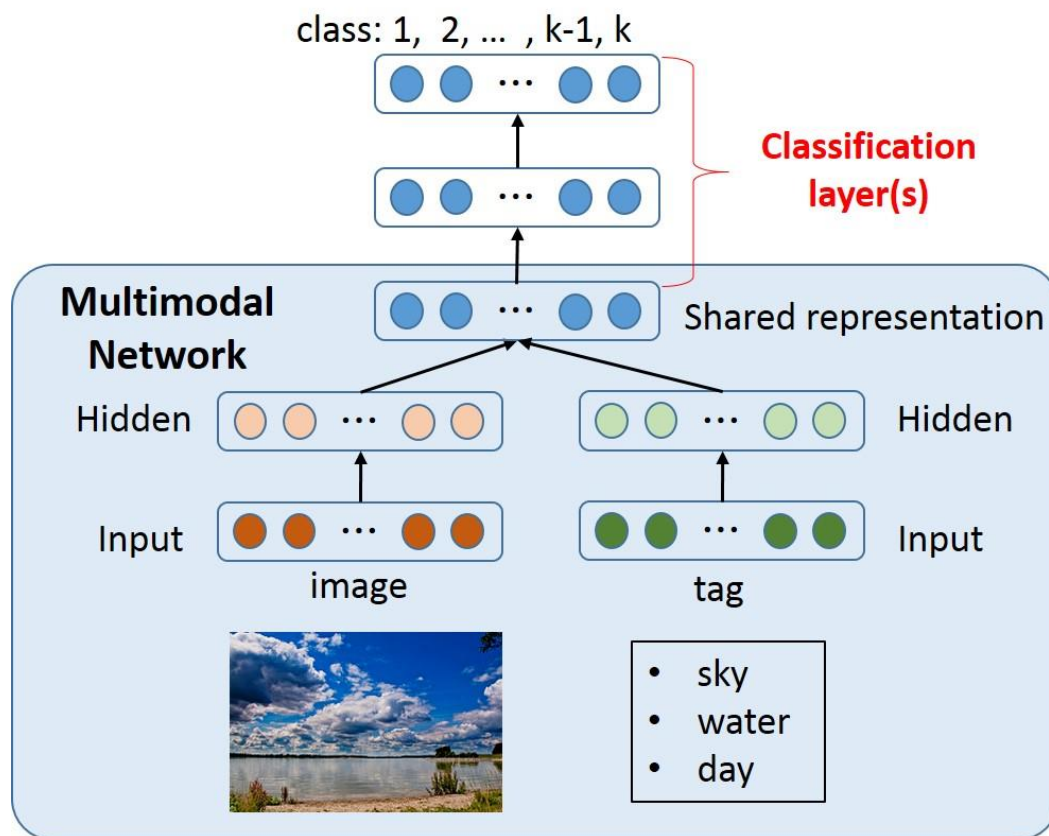 class: 1, 2, … , k-1, k
...
...
Classification
layer(s)
Multimodal
Network
...
Shared representation
Hidden
...
...
Hidden
Input
...
...
Input
image
tag
• sky
• water
• day